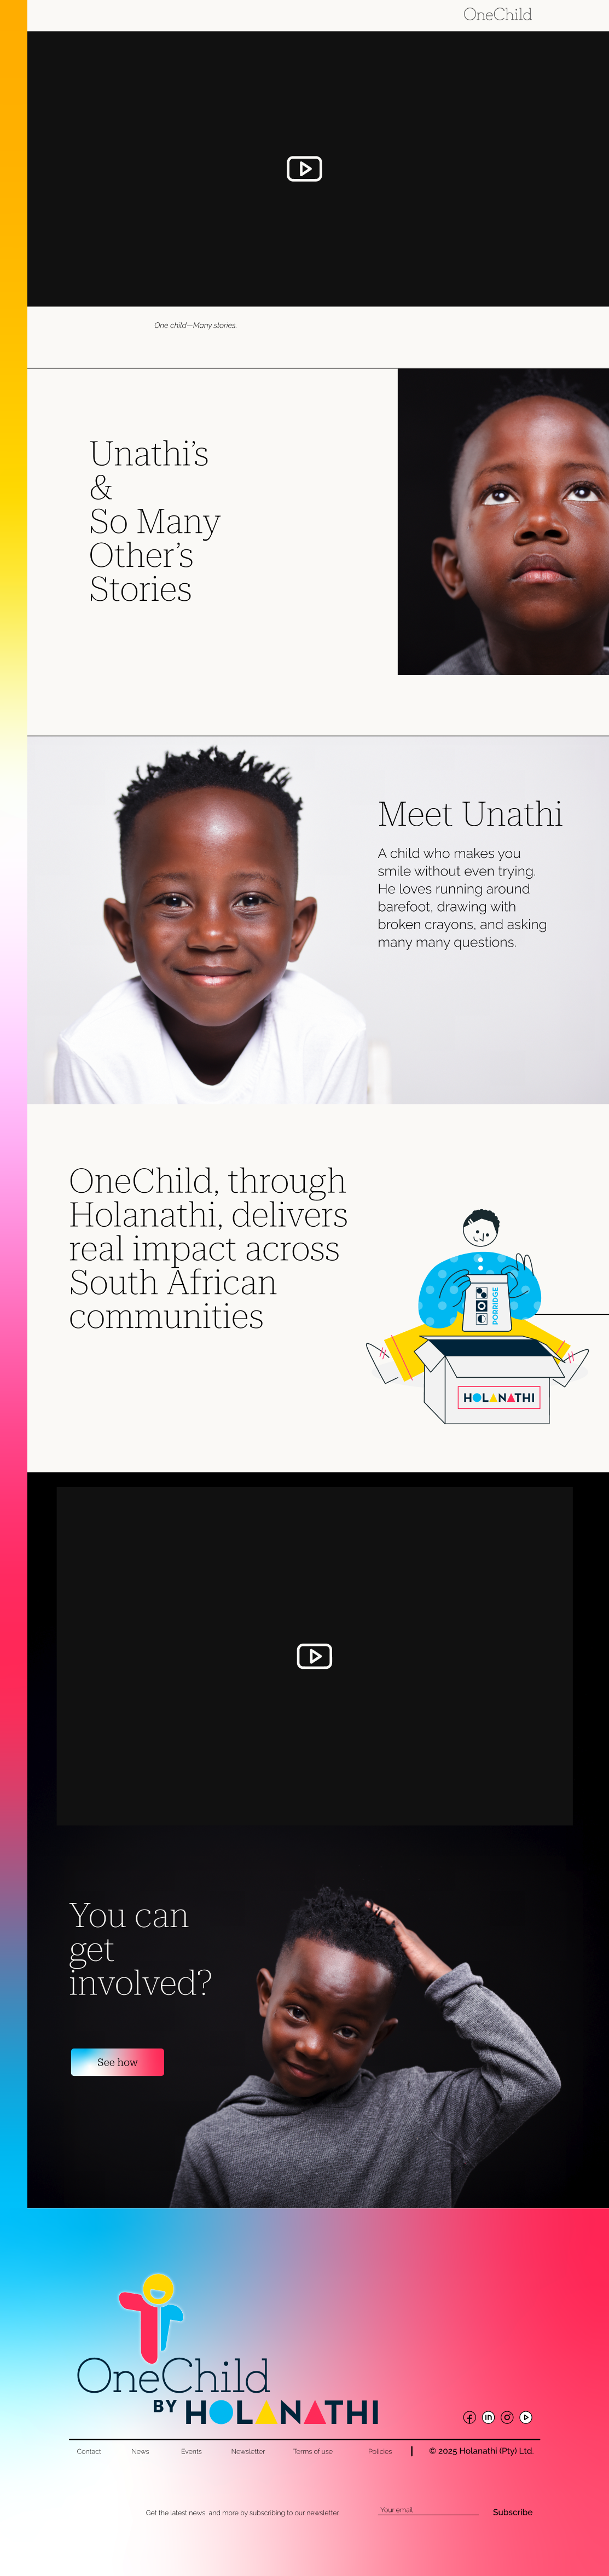 OneChild
One child—Many stories.
Unathi’s
&
So Many
Other’s
Stories
Meet Unathi
A child who makes you
smile without even trying.
He loves running around
barefoot, drawing with
broken crayons, and asking
many many questions.
OneChild, through
Holanathi, delivers
real impact across
South African
communities
PORRIDGE
HOLANATHI
You can
get
involved?
See how
OneChild
BY HOLANATHI
Contact News Events Newsletter Terms of use Policies © 2025 Holanathi (Pty) Ltd.
Get the latest news and more by subscribing to our newsletter Your email Subscribe